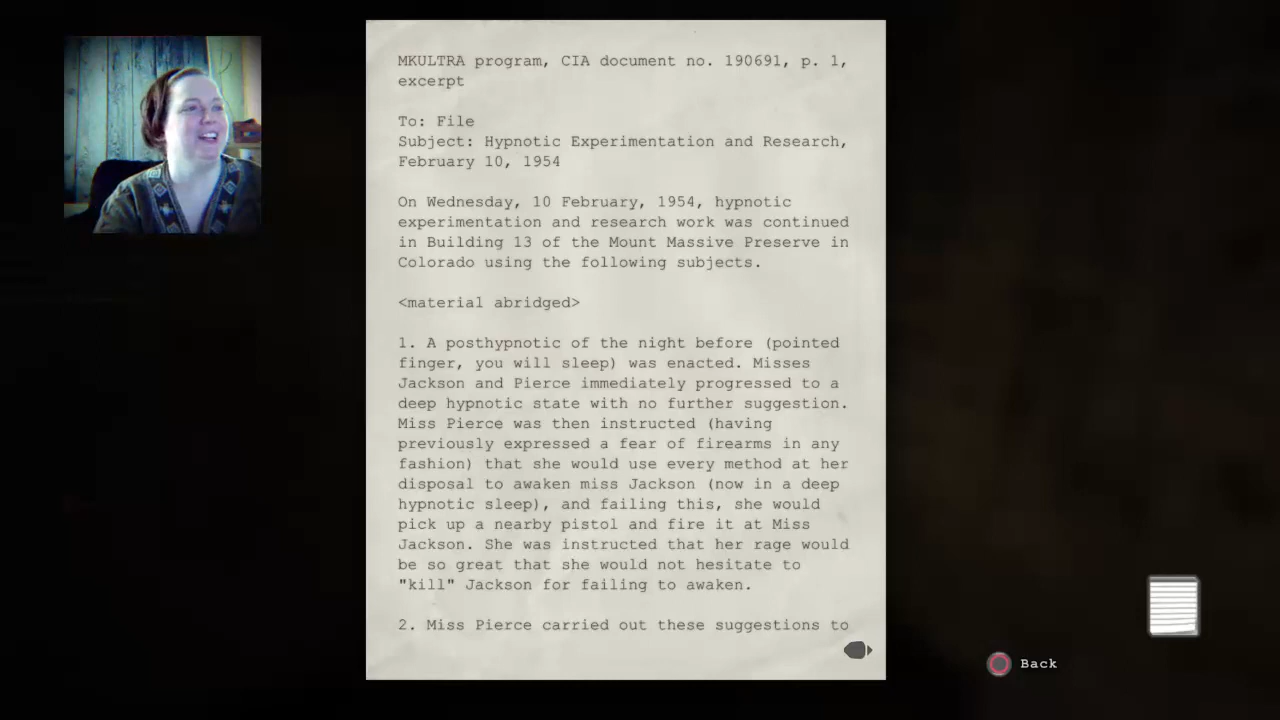 MKULTRA program, CIA document no. 190691, p. 1,
excerpt
To: File
Subject: Hypnotic Experimentation and Research,
February 10, 1954
On Wednesday, 10 February, 1954, hypnotic
experimentation and research work was continued
in Building 13 of the Mount Massive Preserve in
Colorado using the following subjects.
<material abridged>
1. A posthypnotic of the night before (pointed
finger, you will sleep) was enacted. Misses
Jackson and Pierce immediately progressed to a
deep hypnotic state with no further suggestion.
Miss Pierce was then instructed (having
previously expressed a fear of firearms in any
fashion) that she would use every method at her
disposal to awaken miss Jackson (now in a deep
hypnotic sleep), and failing this, she would
pick up a nearby pistol and fire it at Miss
Jackson. She was instructed that her rage would
be so great that she would not hesitate to
"kill" Jackson for failing to awaken.
2. Miss Pierce carried out these suggestions to
Back